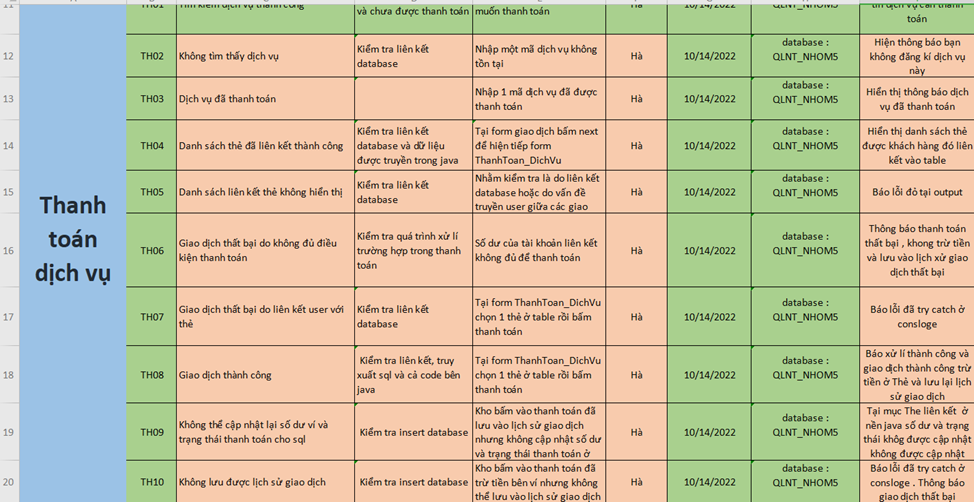 11
TH01
Tìm kiếm dịch vụ thành công
và chưa được thanh toán
muốn thanh toán
Hà
10/14/2022
QLNT_NHOM5
tin dịch vụ cần thanh
toán
Thanh
toán
dịch vụ
12
TH02
Không tìm thấy dịch vụ
Kiểm tra liên kết
database
Nhập một mã dịch vụ không
tồn tại
Hà
10/14/2022
database :
QLNT_NHOM5
Hiện thông báo bạn
không đăng kí dịch vụ
này
13
TH03
Dịch vụ đã thanh toán
Nhập 1 mã dịch vụ đã được
thanh toán
Hà
10/14/2022
database :
QLNT_NHOM5
Hiển thị thông báo dịch
vụ đã thanh toán
14
TH04
Danh sách thẻ đã liên kết thành công
Kiểm tra liên kết
database và dữ liệu
được truyền trong java
Tại form giao dịch bấm next
để hiện tiếp form
ThanhToan_DichVu
Hà
10/14/2022
database :
QLNT_NHOM5
Hiển thị danh sách thẻ
được khách hàng đó liên
kết vào table
15
TH05
Danh sách liên kết thẻ không hiển thị
Kiểm tra liên kết
database
Nhằm kiểm tra là do liên kết
database hoặc do vấn đề
truyền user giữa các giao
Hà
10/14/2022
database :
QLNT_NHOM5
Báo lỗi đỏ tại output
16
TH06
Giao dịch thất bại do không đủ điều
kiện thanh toán
Kiểm tra quá trình xử lí
trường hợp trong thanh
toán
Số dư của tài khoản liên kết
không đủ để thanh toán
Hà
10/14/2022
database :
QLNT_NHOM5
Thông báo thanh toán
thất bại , khong trừ tiền
và lưu vào lịch xử giao
dịch thất bại
17
TH07
Giao dịch thất bại do liên kết user với
thẻ
Kiểm tra liên kết
database
Tại form ThanhToan_DichVu
chọn 1 thẻ ở table rồi bấm
thanh toán
Hà
10/14/2022
database :
QLNT_NHOM5
Báo lỗi đã try catch ở
consloge
18
TH08
Giao dịch thành công
Kiểm tra liên kết, truy
xuất sql và cả code bên
java
Tại form ThanhToan_DichVu
chọn 1 thẻ ở table rồi bấm
thanh toán
Hà
10/14/2022
database :
QLNT_NHOM5
Báo xử lí thành công và
giao dịch thành công trừ
tiền ở Thẻ và lưu lại lịch
sử giao dịch
19
TH09
Không thể cập nhật lại số dư ví và
trạng thái thanh toán cho sql
Kiểm tra insert database
Kho bấm vào thanh toán đã
lưu vào lịch sử giao dịch
nhưng không cập nhật số dư
và trạng thái thanh toán ở
Hà
10/14/2022
database :
QLNT_NHOM5
Tại mục The liên kết ở
nền java số dư và trạng
thái khôg được cập nhật
không được cập nhật
20
TH10
Không lưu được lịch sử giao dịch
Kiểm tra insert database
Kho bấm vào thanh toán đã
trừ tiền bên ví nhưng không
thể lưu vào lịch sử giao dịch
Hà
10/14/2022
database :
QLNT_NHOM5
Báo lỗi đã try catch ở
consloge . Thông báo
giao dịch thất bại